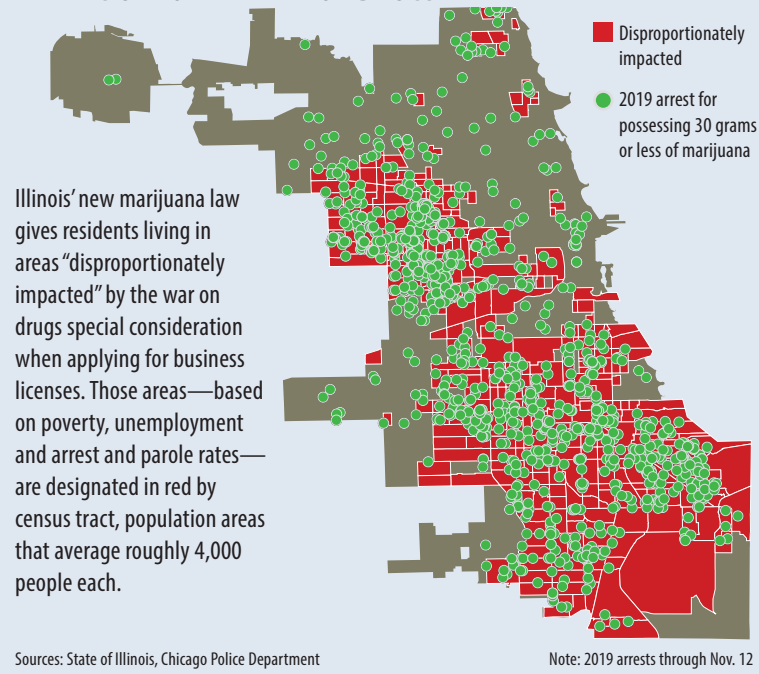 Disproportionately
impacted
2019 arrest for
possessing 30 grams
or less of marijuana
Illinois’ new marijuana law
gives residents living in
areas “disproportionately
impacted” by the war on
drugs special consideration
when applying for business
licenses. Those areas—based
on poverty, unemployment
and arrest and parole rates—
are designated in red by
census tract, population areas
that average roughly 4,000
people each.
Sources: State of Illinois, Chicago Police Department
Note: 2019 arrests through Nov. 12